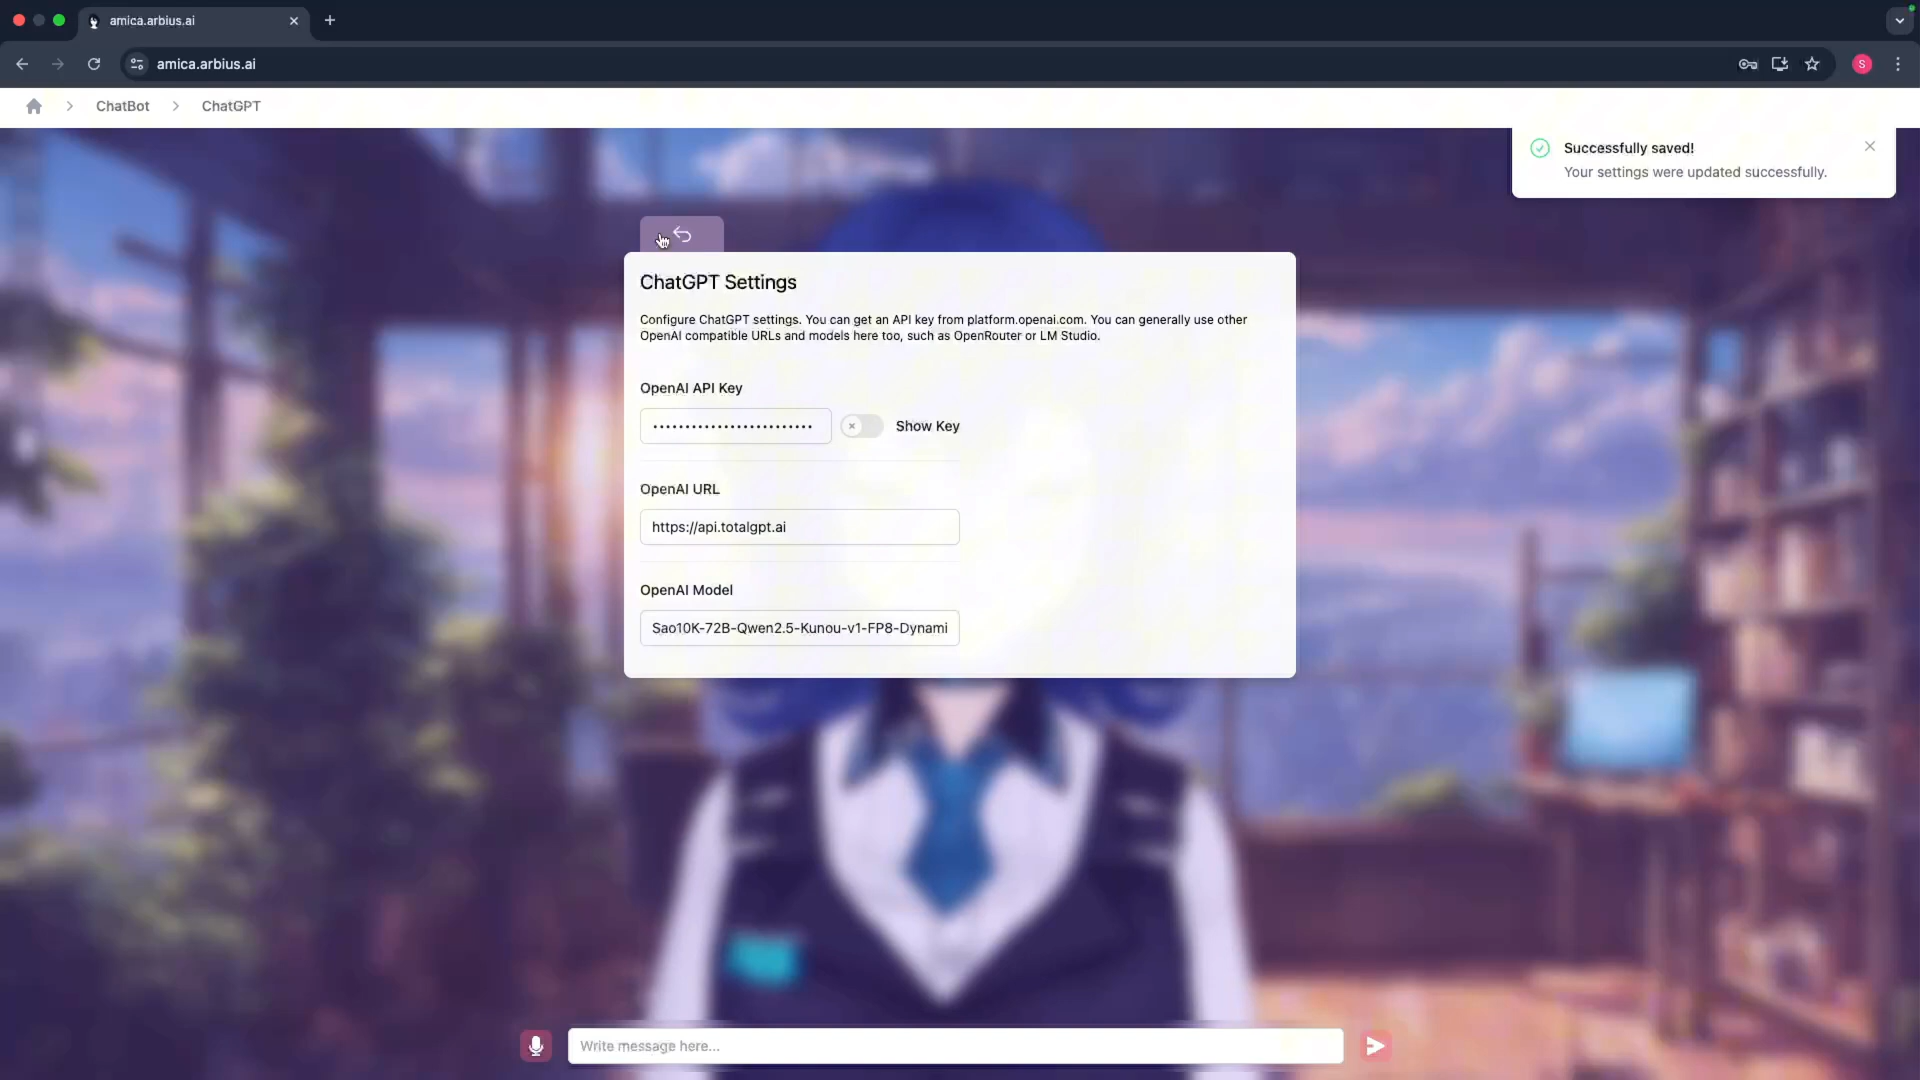 amica.arbius.ai
amica.arbius.ai
S
ChatBot
ChatGPT
Successfully saved!
Your settings were updated successfully.
ChatGPT Settings
Configure ChatGPT settings. You can get an API key from platform.openai.com. You can generally use other
OpenAI compatible URLs and models here too, such as OpenRouter or LM Studio.
OpenAI API Key
Show Key
OpenAI URL
https://api.totalgpt.ai
OpenAI Model
Sao10K-72B-Qwen2.5-Kunou-v1-FP8-Dynami
Write message here...